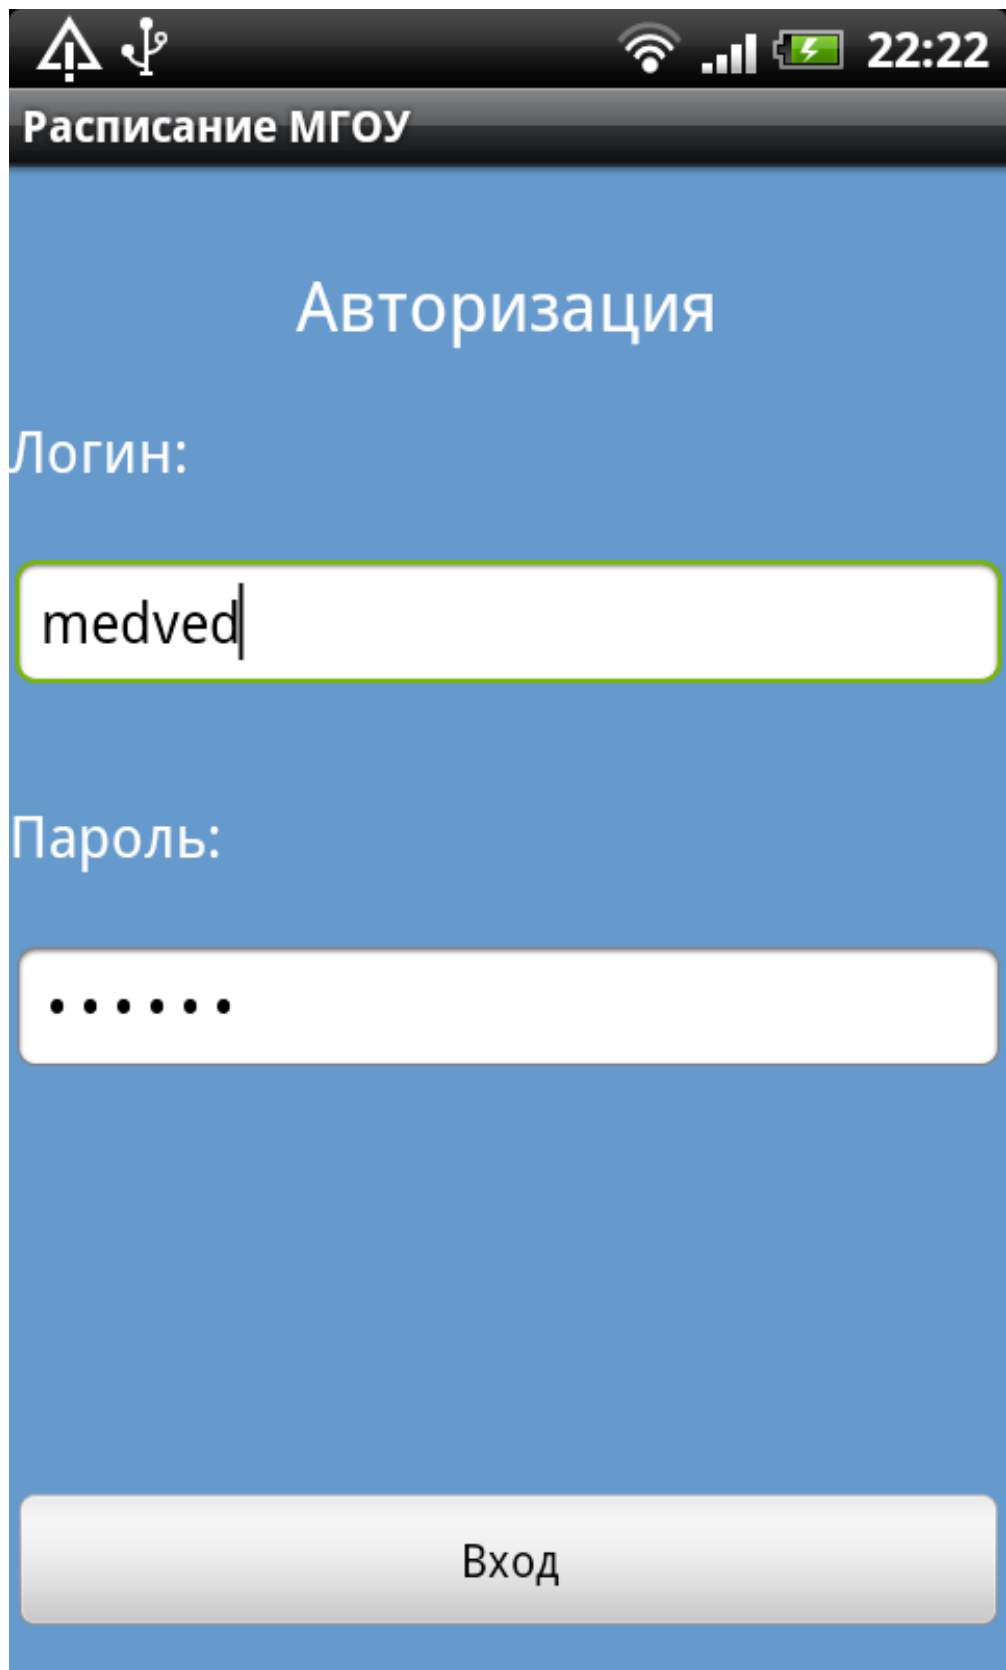 22:22
Расписание МГОУ
Авторизация
Логин:
medved
Пароль:
••••••
Вход